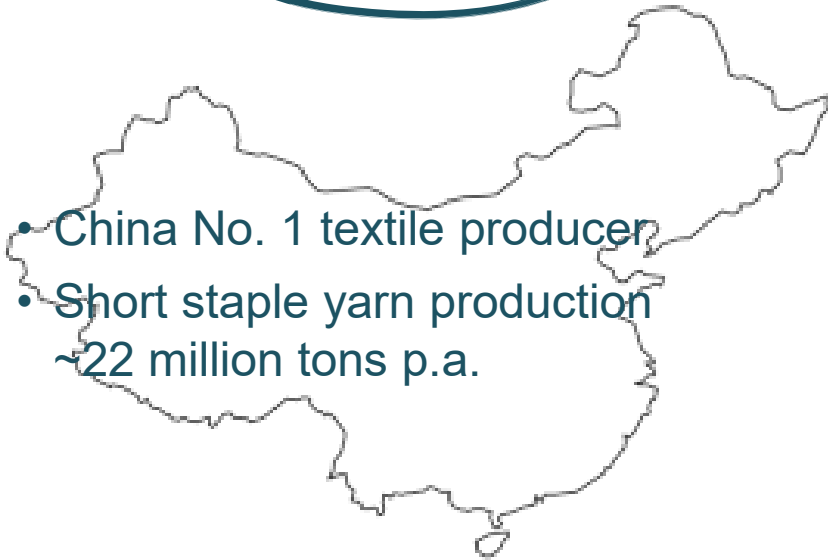 • China No. 1 textile producer
• Short staple yarn production
~22 million tons p.a.